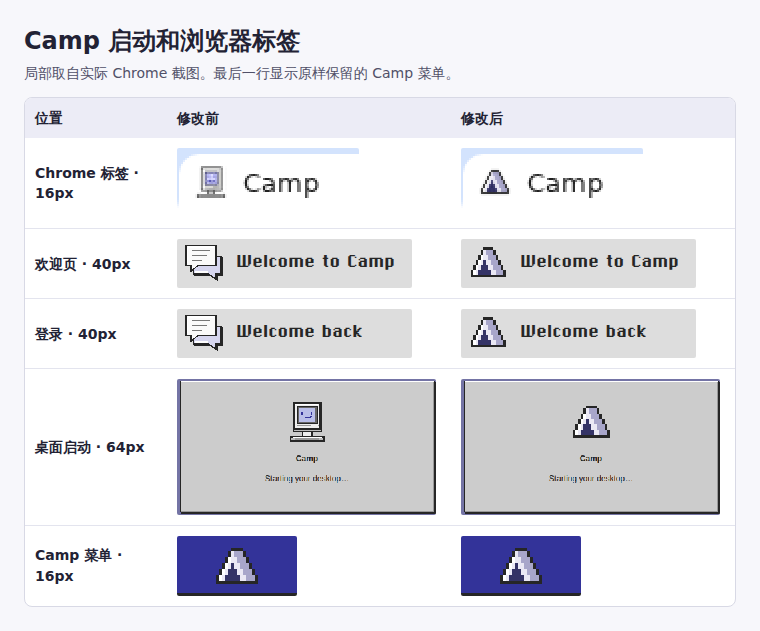 Camp 启动和浏览器标签
局部取自实际 Chrome 截图。最后一行显示原样保留的 Camp 菜单。
位置 修改前 修改后
Chrome 标签 ·
16px
Camp Camp
欢迎页 · 40px Welcome to Camp Welcome to Camp
登录 · 40px Welcome back Welcome back
桌面启动 · 64px
Camp Camp
Starting your desktop... Starting your desktop...
Camp 菜单 ·
16px